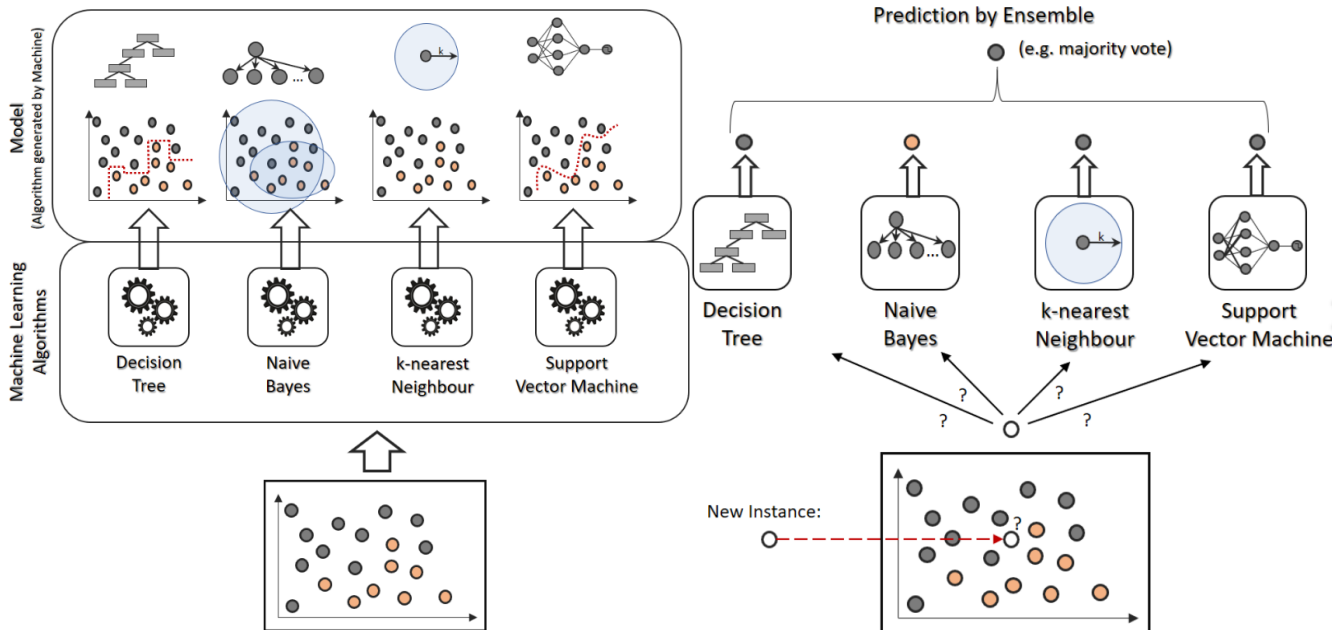 Model
(Algorithm generated by Machine)
k
...
Machine Learning
Algorithms
Decision
Tree
Naive
Bayes
k-nearest
Neighbour
Support
Vector Machine
Prediction by Ensemble
(e.g. majority vote)
...
k
Decision
Tree
Naive
Bayes
k-nearest
Neighbour
Support
Vector Machine
?
?
?
?
New Instance:
?